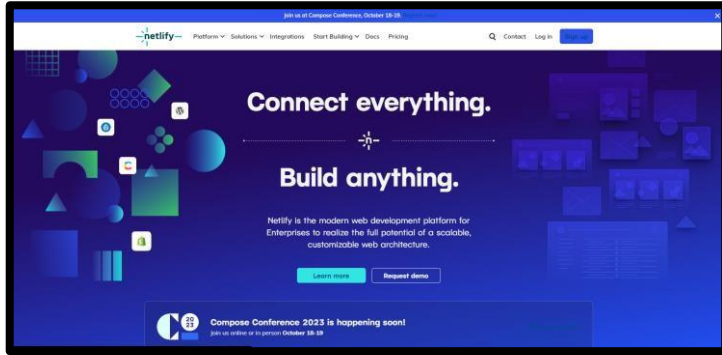 Join us at Compose Conference, October 18-19.
netlify
Platform Solutions Integrations Start Building Docs Pricing Contact Log in Sign up
Connect everything.
Build anything.
Netlify is the modern web development platform for
Enterprises to realize the full potential of a scalable,
customizable web architecture.
Learn more Request demo
2023
Compose Conference 2023 is happening soon!
Join us online or in person October 18-19